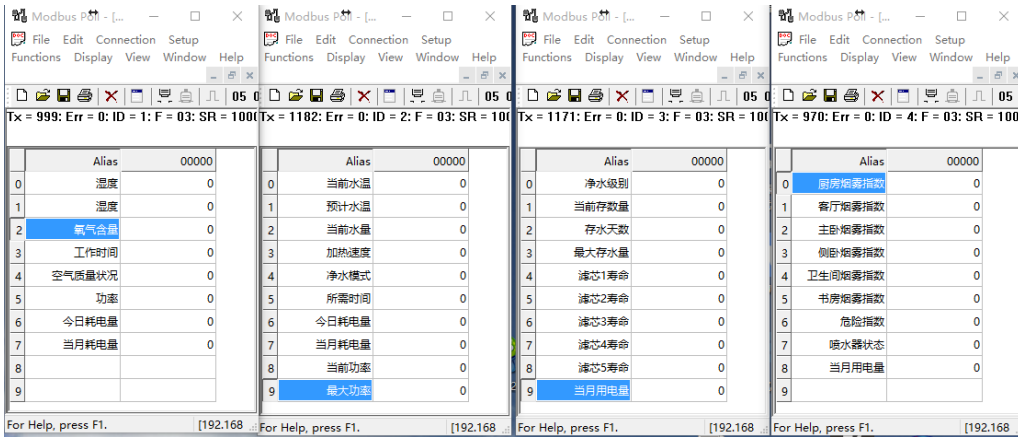 Modbus Poll - [...
File Edit Connection Setup
Functions Display View Window Help
05
Tx = 999: Err = 0: ID = 1: F = 03: SR = 100
Alias 00000
0 湿度 0
1 湿度 0
2 氧气含量 0
3 工作时间 0
4 空气质量状况 0
5 功率 0
6 今日耗电量 0
7 当月耗电量 0
8
9
For Help, press F1. [192.168
Modbus Poll - [...
File Edit Connection Setup
Functions Display View Window Help
05
Tx = 1182: Err = 0: ID = 2: F = 03: SR = 10
Alias 00000
0 当前水温 0
1 预计水温 0
2 当前水量 0
3 加热速度 0
4 净水模式 0
5 所需时间 0
6 今日耗电量 0
7 当月耗电量 0
8 当前功率 0
9 最大功率 0
For Help, press F1. [192.168
Modbus Poll - [...
File Edit Connection Setup
Functions Display View Window Help
05
Tx = 1171: Err = 0: ID = 3: F = 03: SR = 100
Alias 00000
0 净水级别 0
1 当前存数量 0
2 存水天数 0
3 最大存水量 0
4 滤芯1寿命 0
5 滤芯2寿命 0
6 滤芯3寿命 0
7 滤芯4寿命 0
8 滤芯5寿命 0
9 当月用电量 0
For Help, press F1. [192.168
Modbus Poll - [...
File Edit Connection Setup
Functions Display View Window Help
05
Tx = 970: Err = 0: ID = 4: F = 03: SR = 100
Alias 00000
0 厨房烟雾指数 0
1 客厅烟雾指数 0
2 主卧烟雾指数 0
3 侧卧烟雾指数 0
4 卫生间烟雾指数 0
5 书房烟雾指数 0
6 危险指数 0
7 喷水器状态 0
8 当月用电量 0
9
For Help, press F1. [192.168